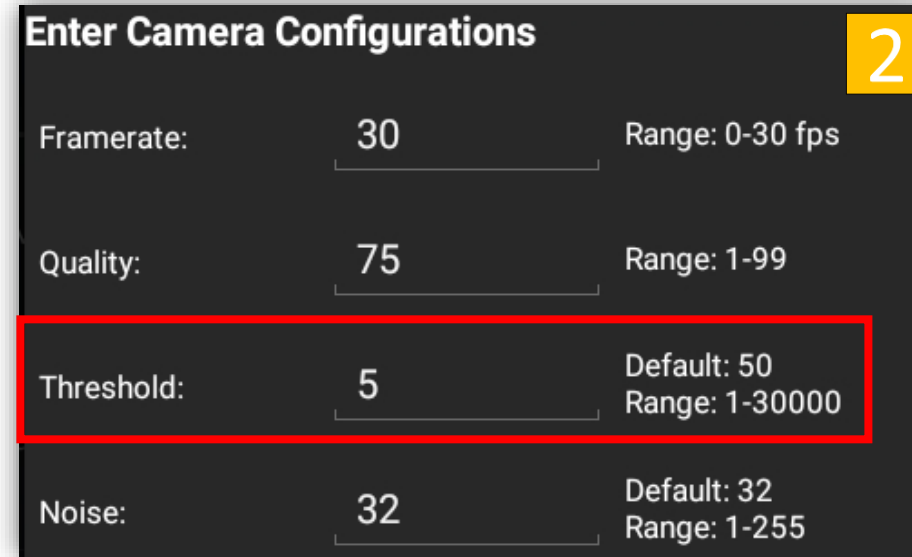 Enter Camera Configurations
2
Framerate: 30 Range: 0-30 fps
Quality: 75 Range: 1-99
Threshold: 5 Default: 50
Range: 1-30000
Noise: 32 Default: 32
Range: 1-255